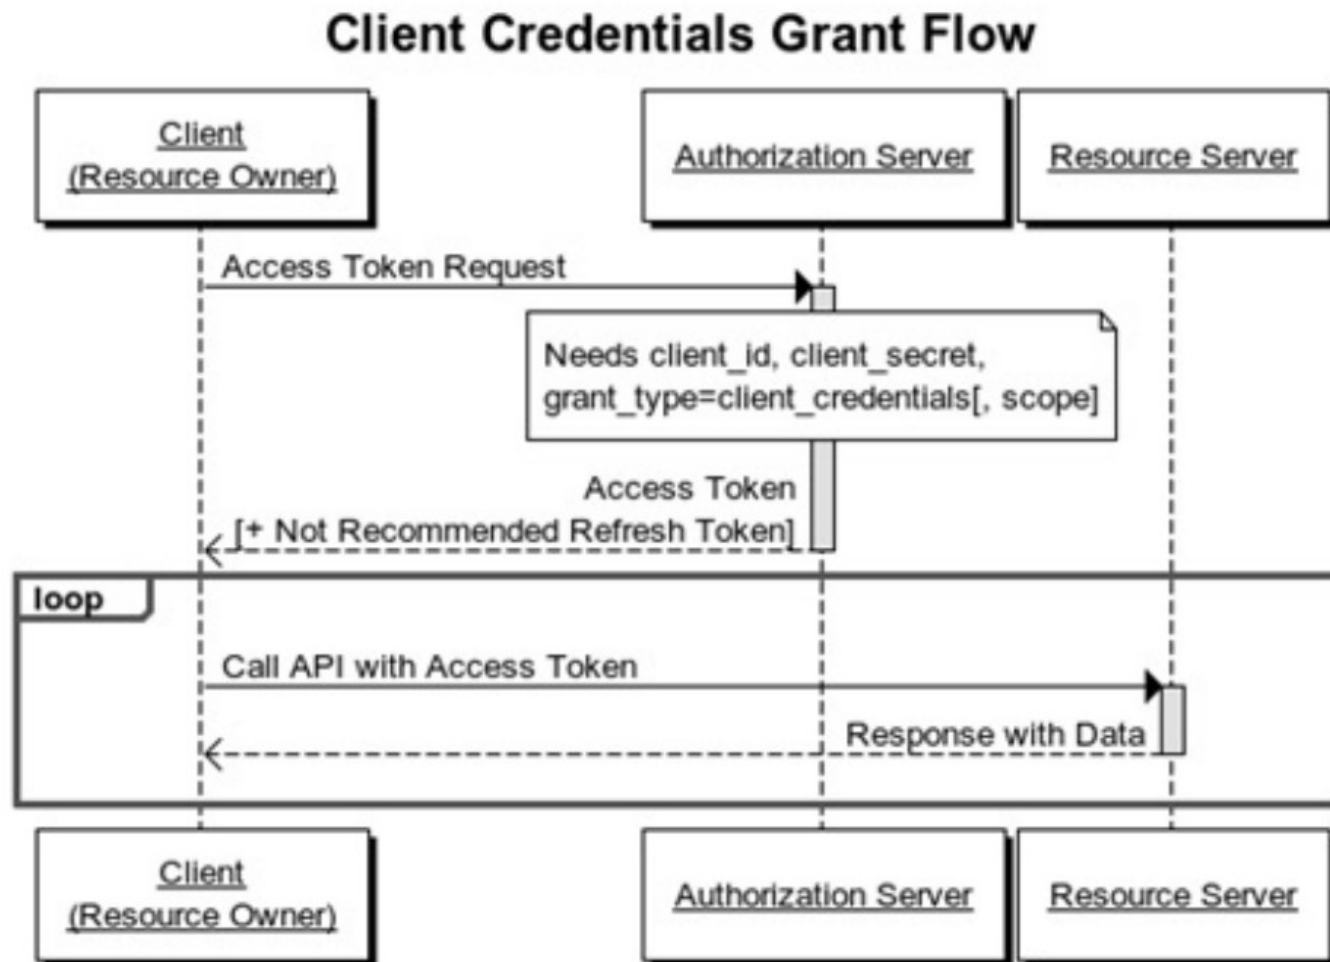 Client Credentials Grant Flow
Client
(Resource Owner)
Authorization Server
Resource Server
Access Token Request
Needs client_id, client_secret,
grant_type=client_credentials[, scope]
Access Token
[+ Not Recommended Refresh Token]
loop
Call API with Access Token
Response with Data
Client
(Resource Owner)
Authorization Server
Resource Server